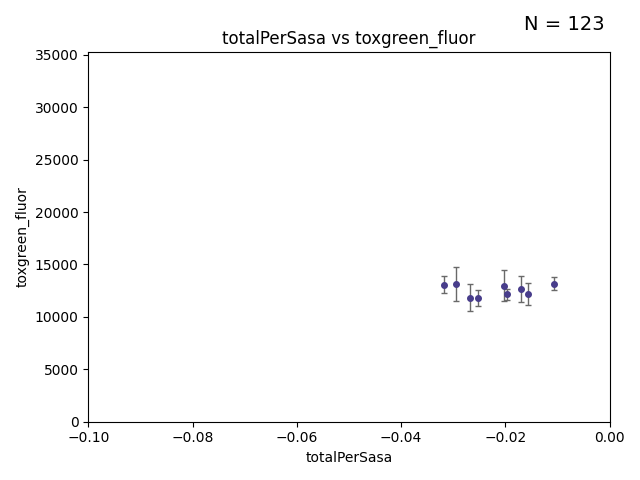 N = 123
totalPerSasa vs toxgreen_fluor
35000
30000
25000
20000
15000
10000
5000
0
toxgreen_fluor
−0.10 −0.08 −0.06 −0.04 −0.02 0.00
totalPerSasa